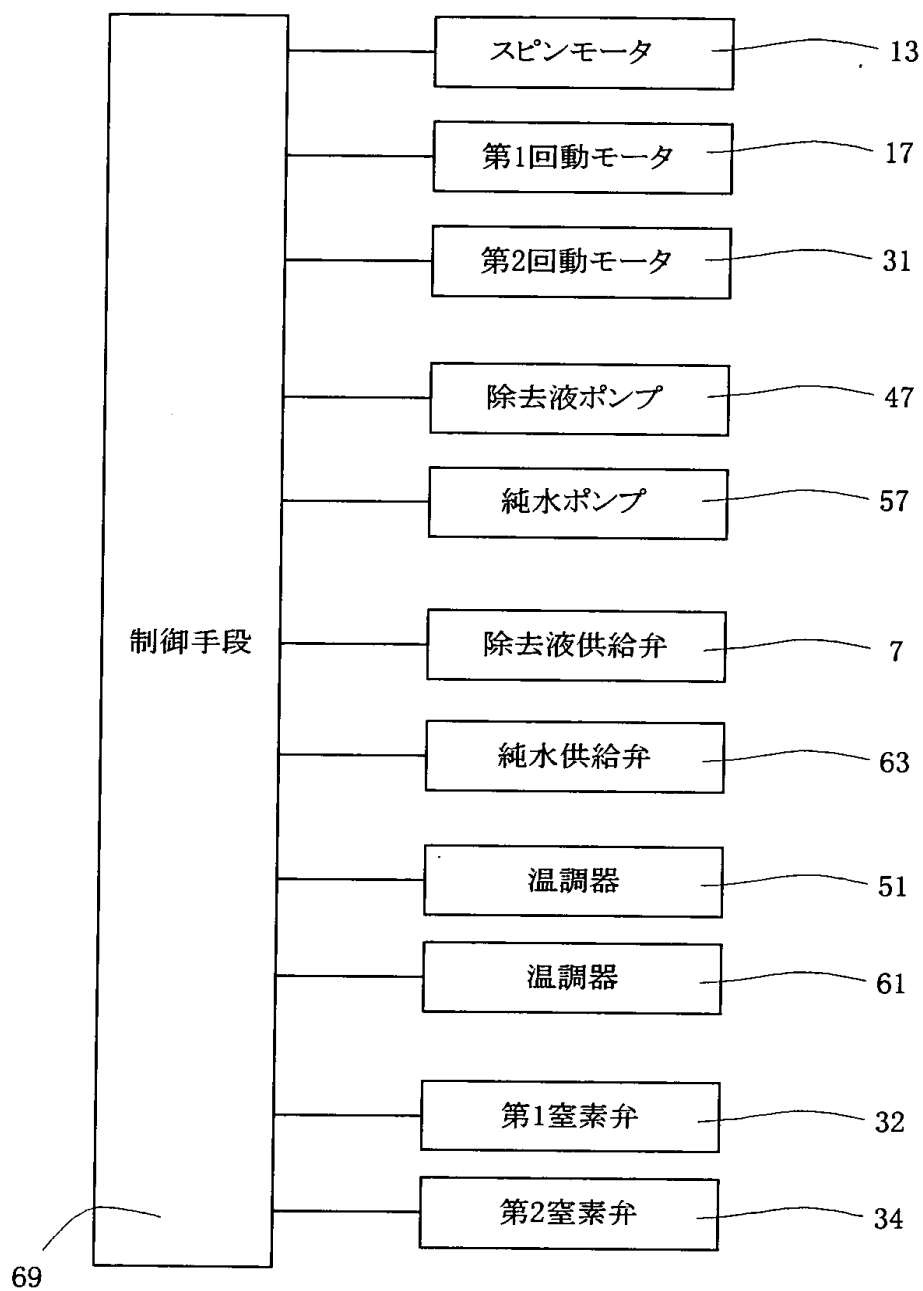 スピンモータ 13
第1回動モータ 17
第2回動モータ 31
除去液ポンプ 47
純水ポンプ 57
制御手段
除去液供給弁 7
純水供給弁 63
温調器 51
温調器 61
第1窒素弁 32
第2窒素弁 34
69